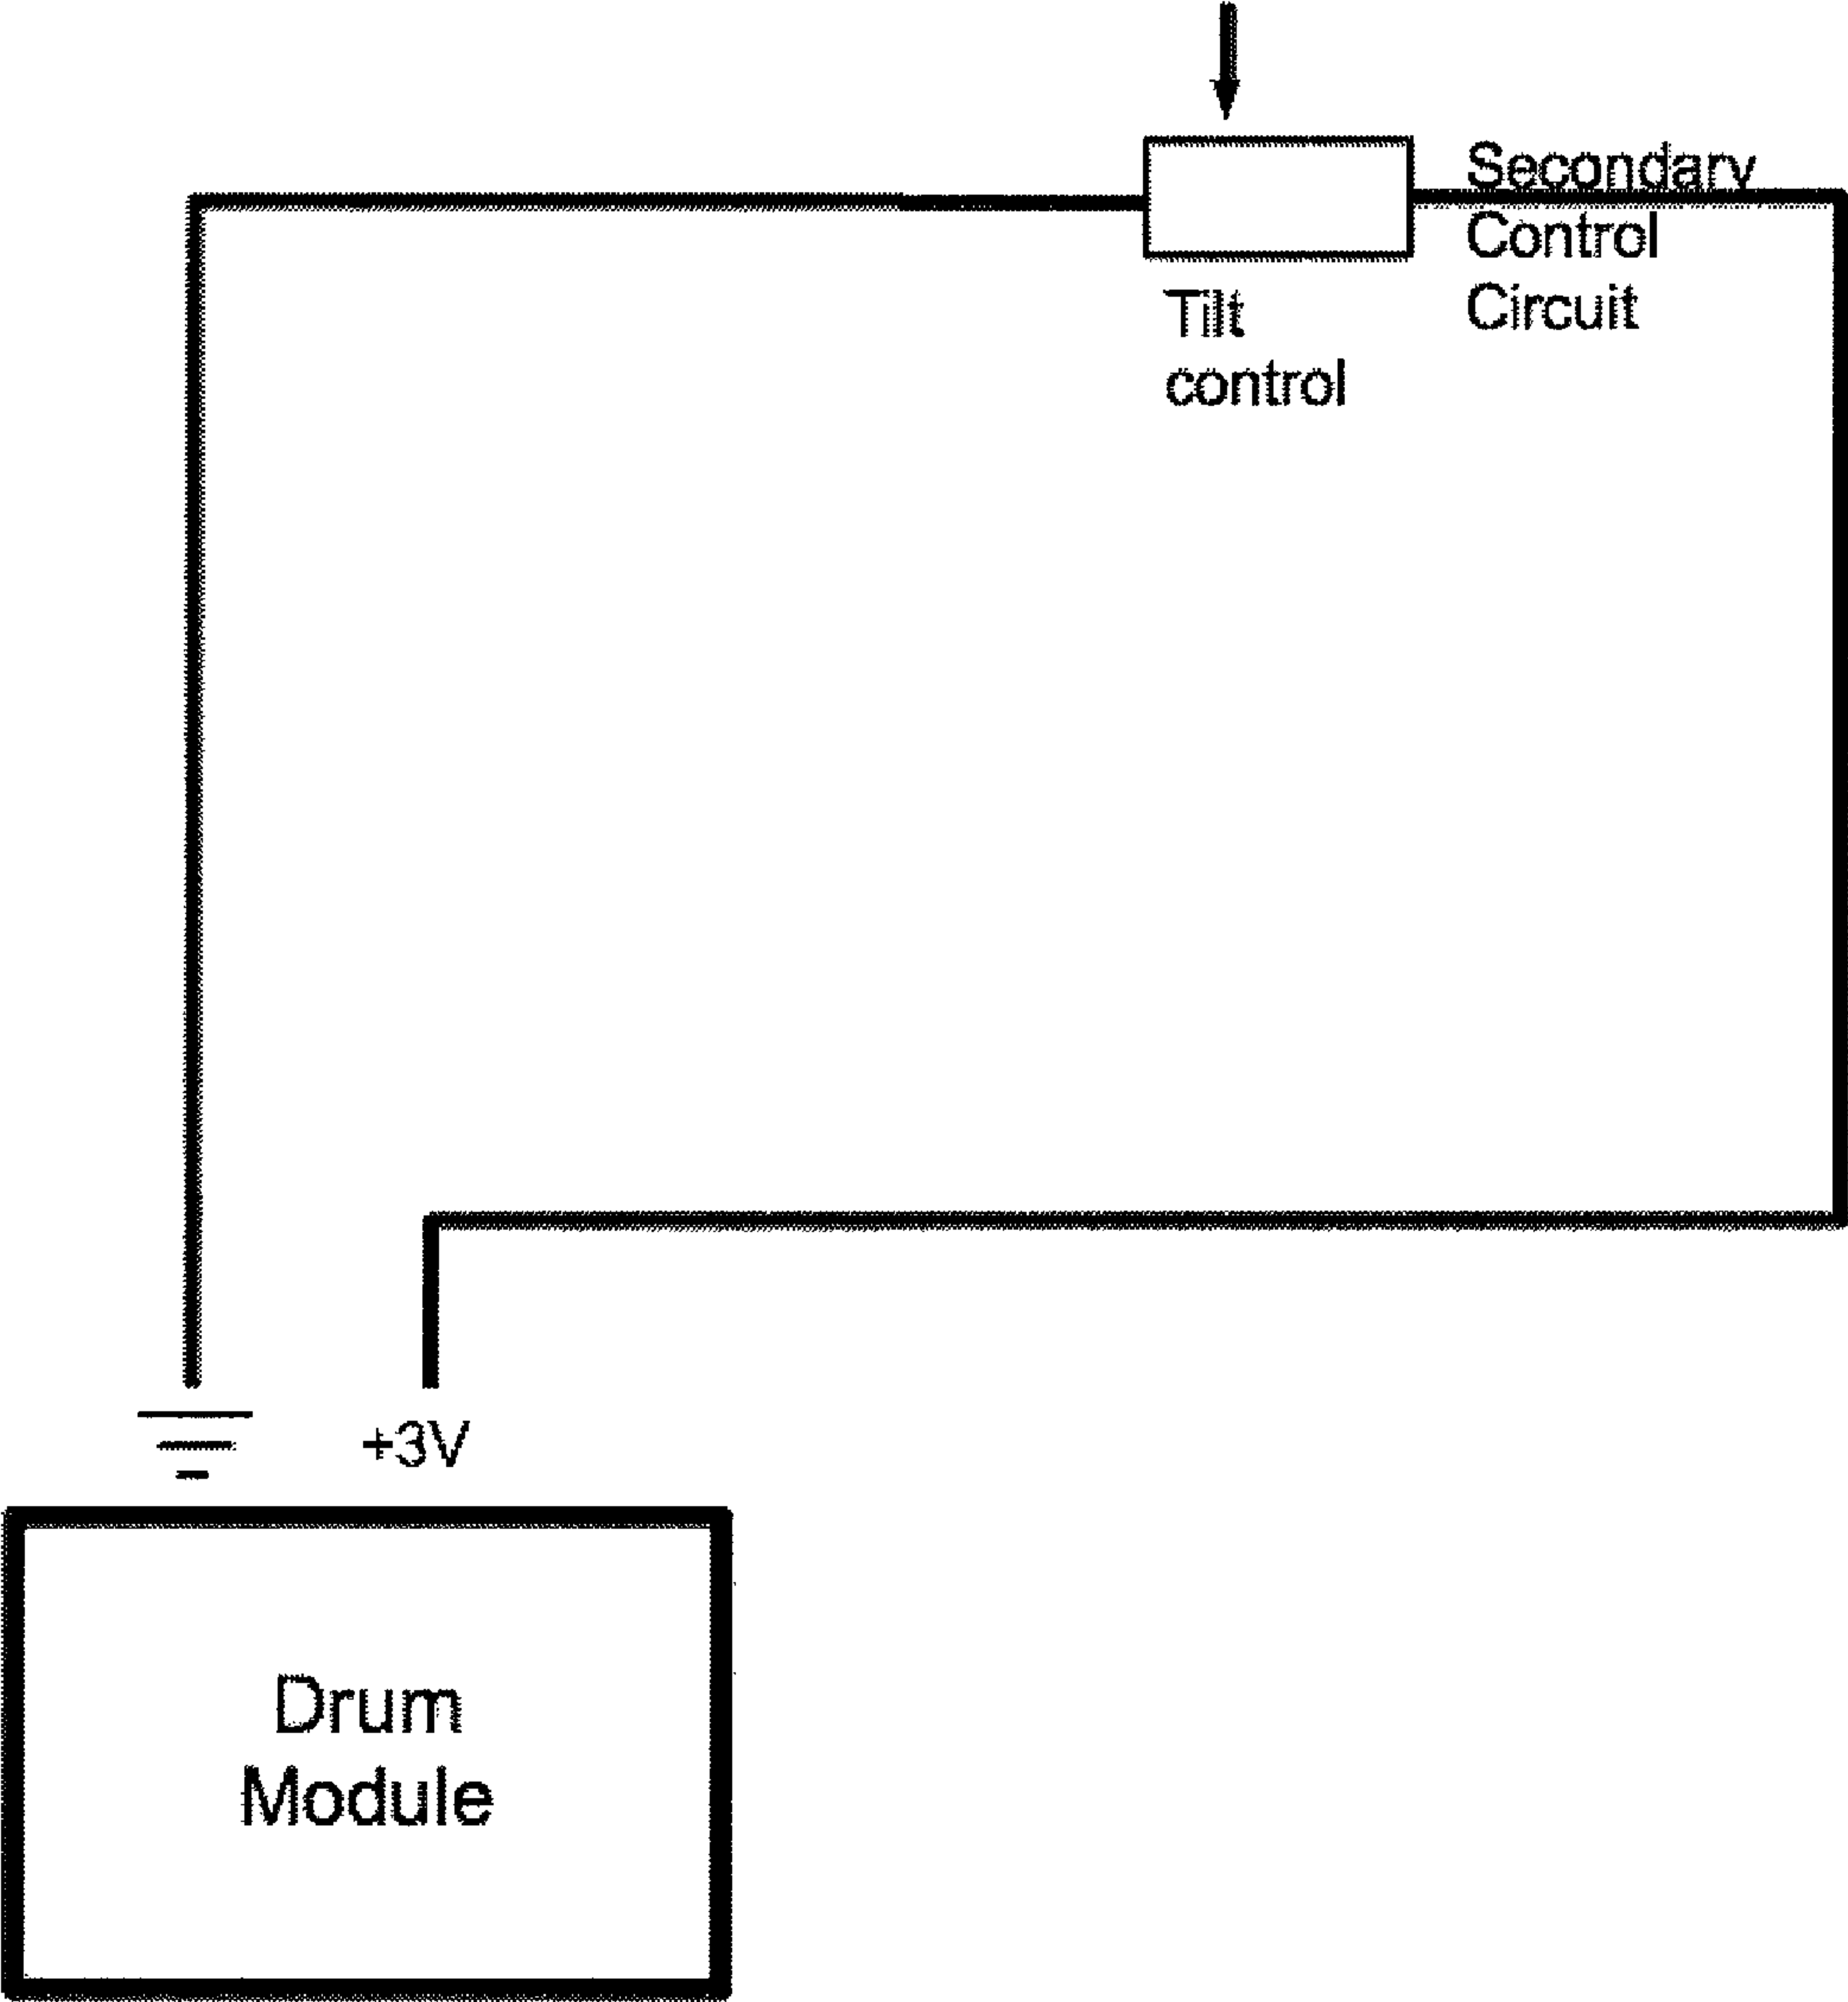 Secondary
Control
Circuit
Tilt
control
+3V
Drum
Module